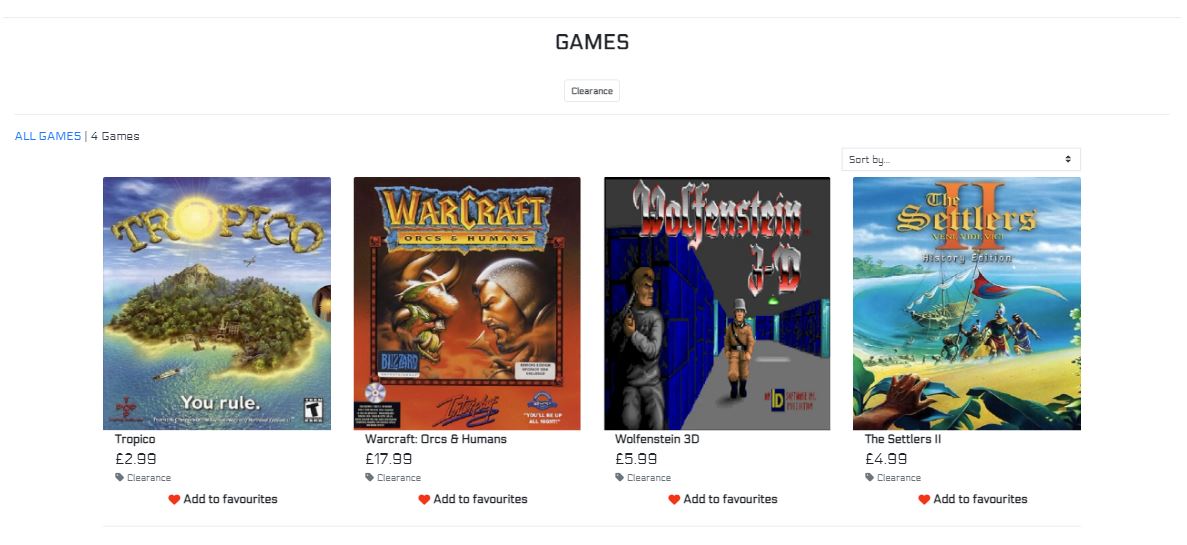 GAMES
Clearance
ALL GAMES | 4 Games
Sort by...
TROPICO
You rule.
WARCRAFT
ORCS & HUMANS
BLIZZARD
ENTERTAINMENT
"YOU'LL BE UP
ALL NIGHT!"
Wolfenstein
3-D
AN ID SOFTWARE INC.
The
Settlers
II
VENI, VIDI, VICI
History Edition
Tropico
£2.99
Clearance
Add to favourites
Warcraft: Orcs & Humans
£17.99
Clearance
Add to favourites
Wolfenstein 3D
£5.99
Clearance
Add to favourites
The Settlers II
£4.99
Clearance
Add to favourites